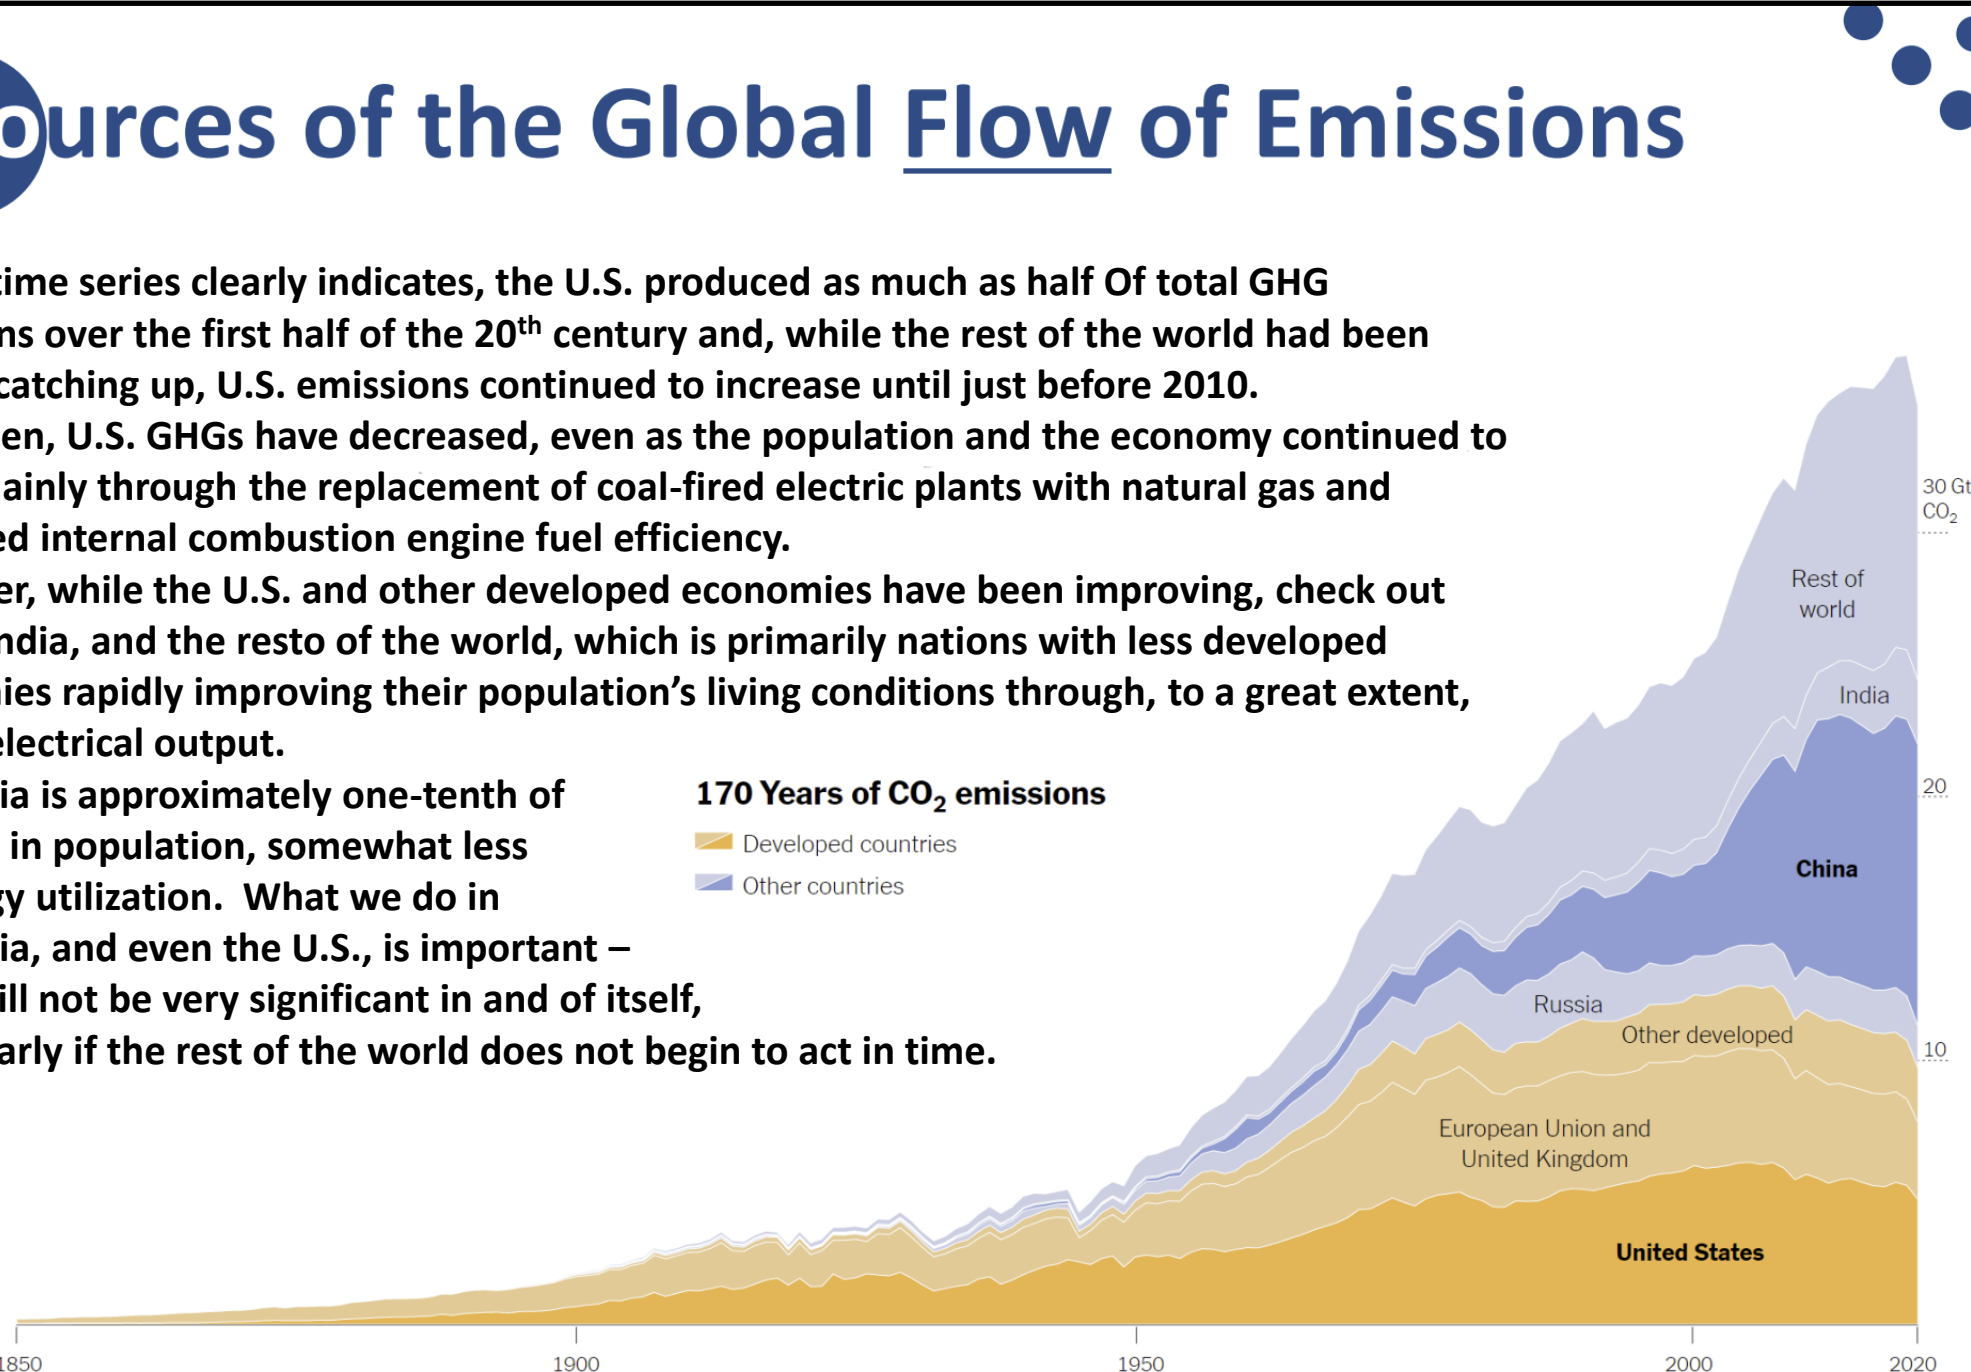 ources of the Global Flow of Emissions
time series clearly indicates, the U.S. produced as much as half Of total GHG
ns over the first half of the 20th century and, while the rest of the world had been
catching up, U.S. emissions continued to increase until just before 2010.
en, U.S. GHGs have decreased, even as the population and the economy continued to
ainly through the replacement of coal-fired electric plants with natural gas and
ed internal combustion engine fuel efficiency.
er, while the U.S. and other developed economies have been improving, check out
ndia, and the resto of the world, which is primarily nations with less developed
nies rapidly improving their population's living conditions through, to a great extent,
electrical output.
ia is approximately one-tenth of
in population, somewhat less
gy utilization. What we do in
ia, and even the U.S., is important –
ill not be very significant in and of itself,
arly if the rest of the world does not begin to act in time.
170 Years of CO2 emissions
Developed countries
Other countries
30 Gt
CO2
Rest of
world
India
20
China
Russia
Other developed
10
European Union and
United Kingdom
United States
1850
1900
1950
2000
2020